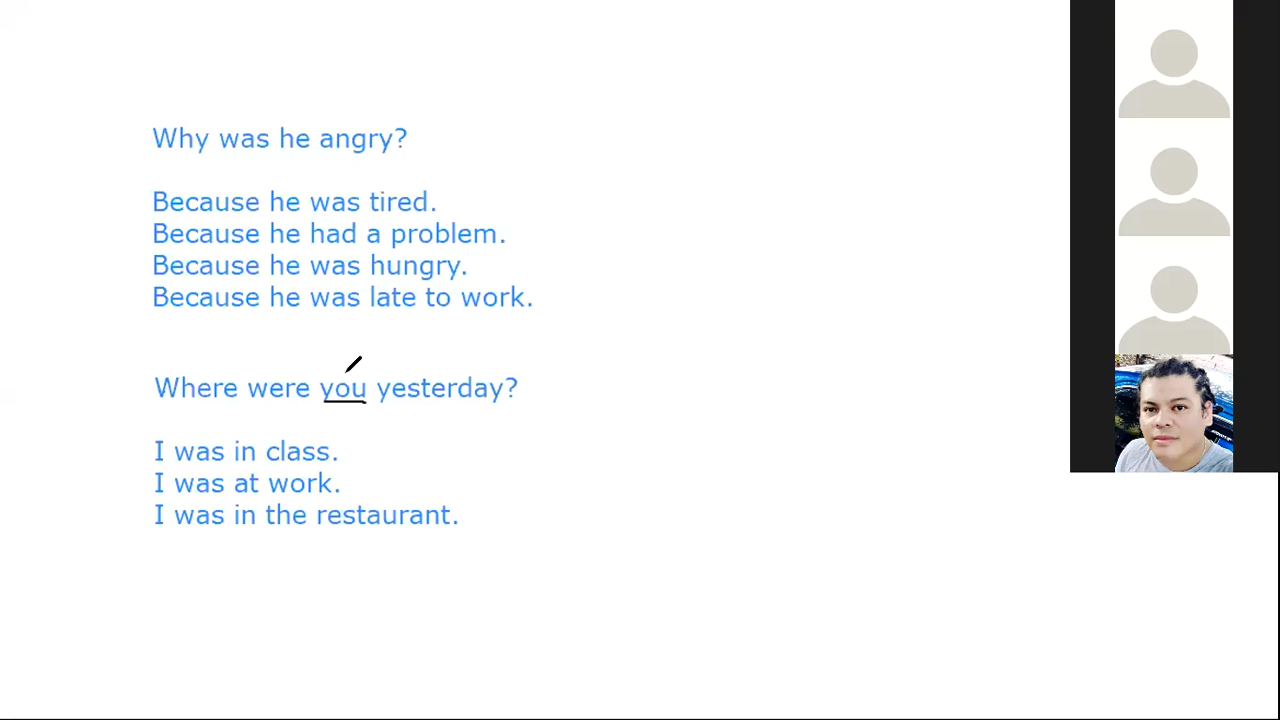 Why was he angry?
Because he was tired.
Because he had a problem.
Because he was hungry.
Because he was late to work.
Where were you yesterday?
I was in class.
I was at work.
I was in the restaurant.